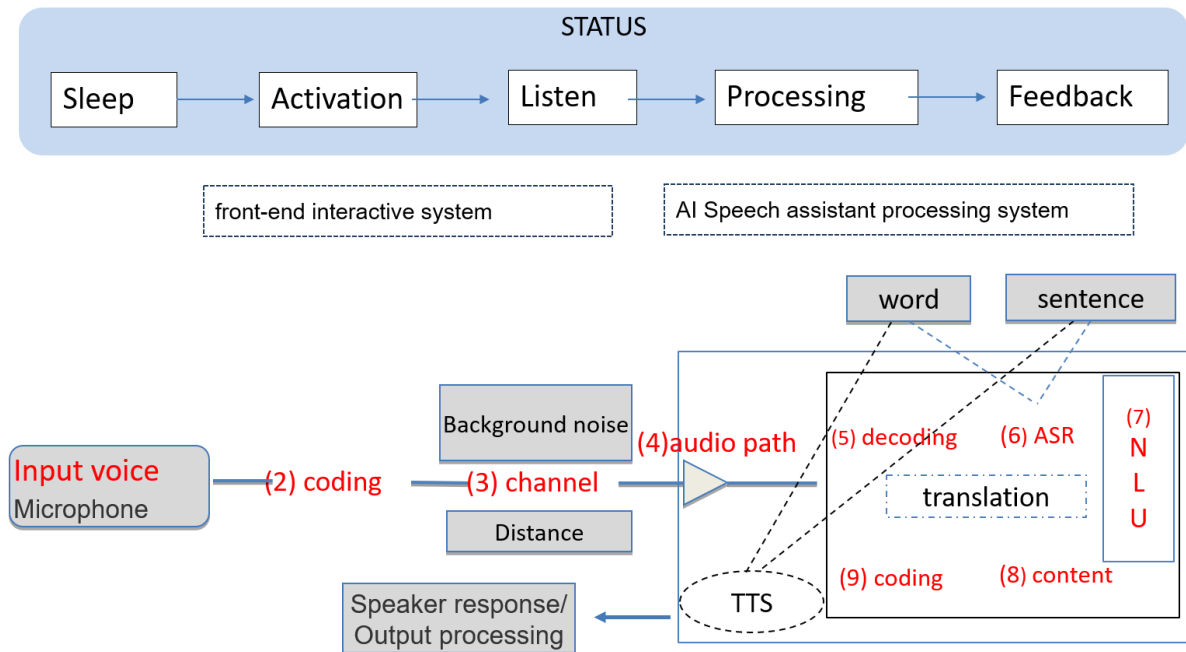 STATUS
Sleep
Activation
Listen
Processing
Feedback
front-end interactive system
AI Speech assistant processing system
word
sentence
Background noise
(4)audio path
(5) decoding
(6) ASR
(7)
N
L
U
Input voice
Microphone
(2) coding
(3) channel
translation
Distance
(9) coding
(8) content
TTS
Speaker response/
Output processing